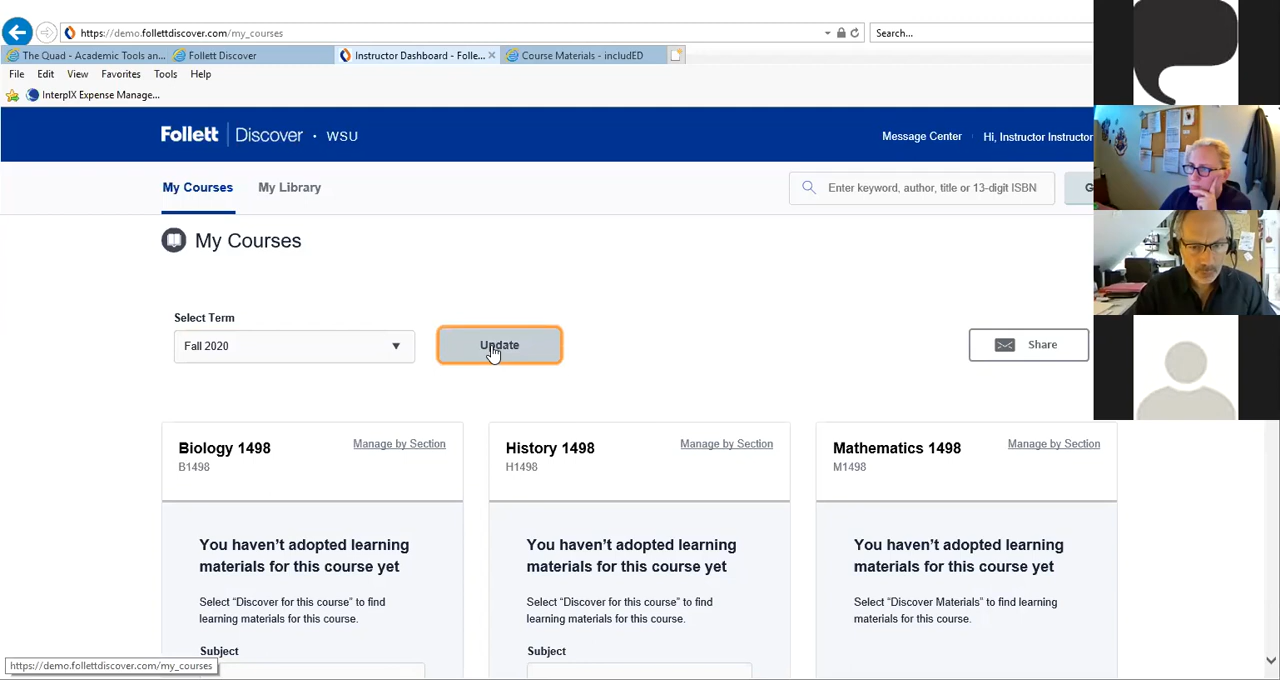 https://demo.follettdiscover.com/my_courses
Search...
The Quad - Academic Tools an...
Follett Discover
Instructor Dashboard - Folle...
Course Materials - includED
File Edit View Favorites Tools Help
InterpIX Expense Manage...
Follett Discover · WSU
Message Center
Hi, Instructor Instructor
My Courses
My Library
Enter keyword, author, title or 13-digit ISBN
G
My Courses
Select Term
Fall 2020
Update
Share
Biology 1498
Manage by Section
B1498
You haven't adopted learning
materials for this course yet
Select “Discover for this course” to find
learning materials for this course.
Subject
History 1498
Manage by Section
H1498
You haven't adopted learning
materials for this course yet
Select “Discover for this course” to find
learning materials for this course.
Subject
Mathematics 1498
Manage by Section
M1498
You haven't adopted learning
materials for this course yet
Select “Discover Materials” to find learning
materials for this course.
https://demo.follettdiscover.com/my_courses